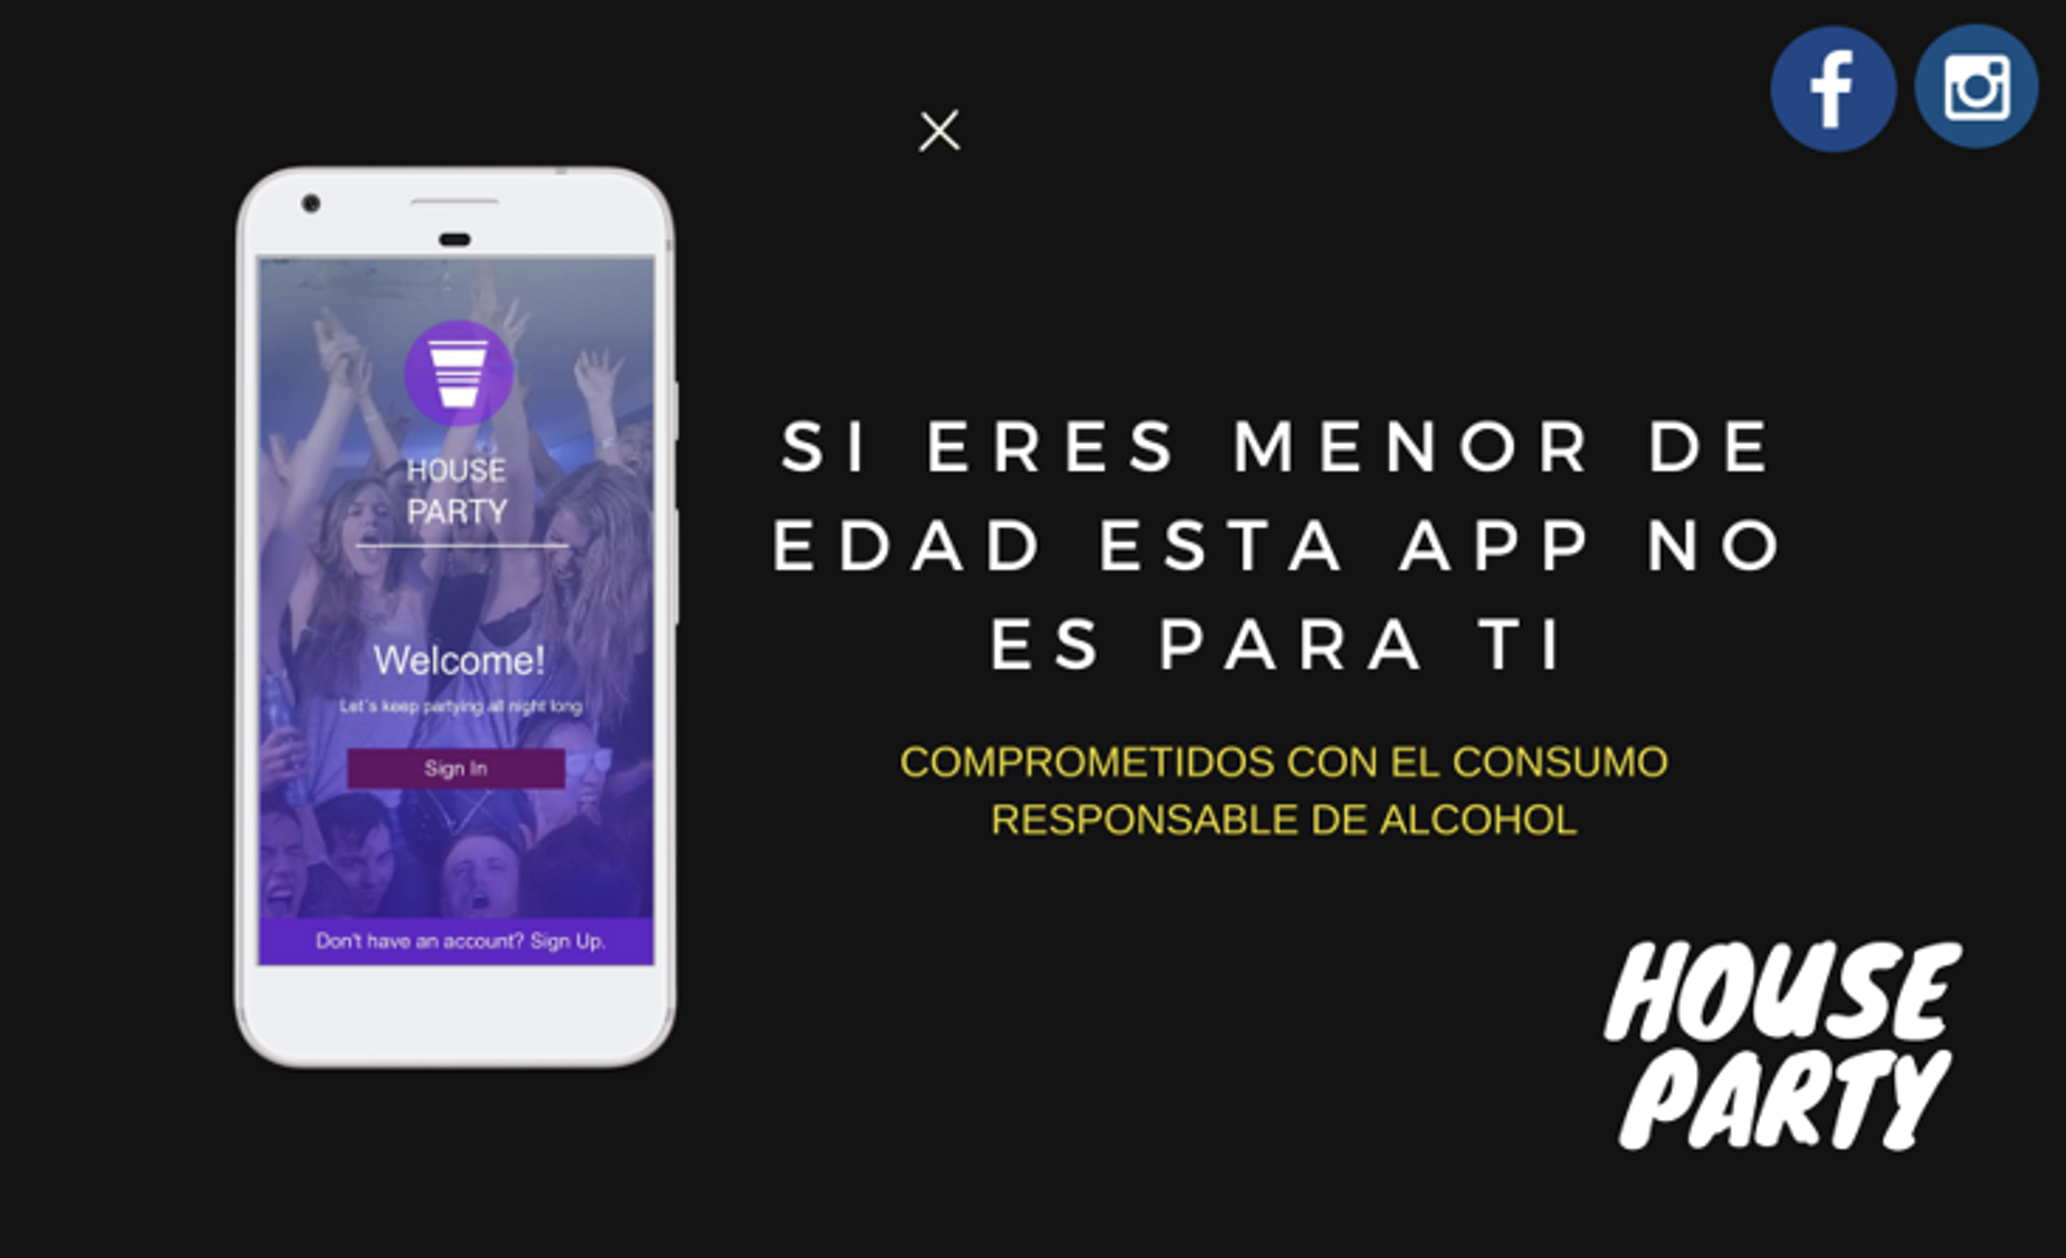 HOUSE
PARTY
Welcome!
Let's keep partying all night long
Sign In
Don't have an account? Sign Up.
SI ERES MENOR DE
EDAD ESTA APP NO
ES PARA TI
COMPROMETIDOS CON EL CONSUMO
RESPONSABLE DE ALCOHOL
HOUSE
PARTY